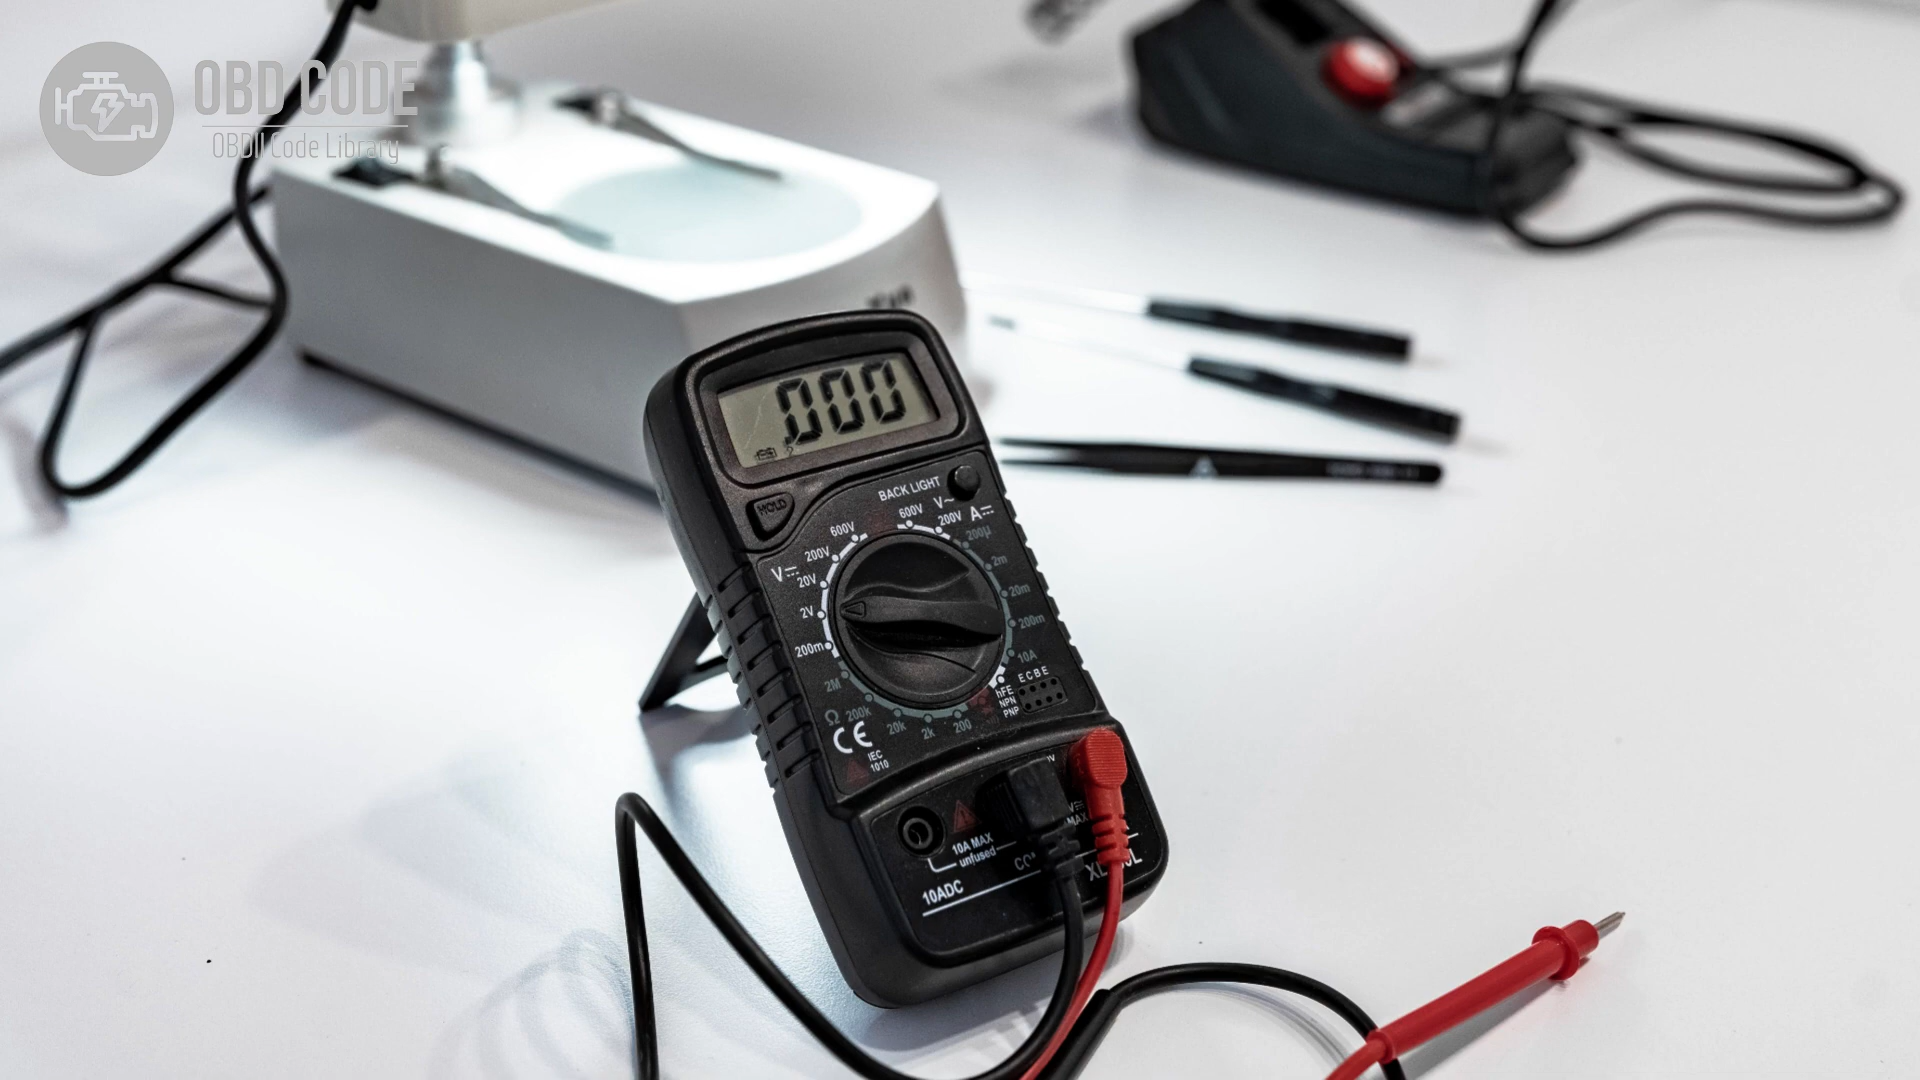 OBD CODE
OBDII Code Library
.000
HOLD
BACK LIGHT
V~
A
V
600V
200V
20V
2V
200m
600V
200V
200µ
2m
20m
200m
10A
2M
Ω
200k
20k
2k
200
hFE
NPN
PNP
E C B E
CE
IEC
1010
10A MAX
unfused
10ADC
MAX